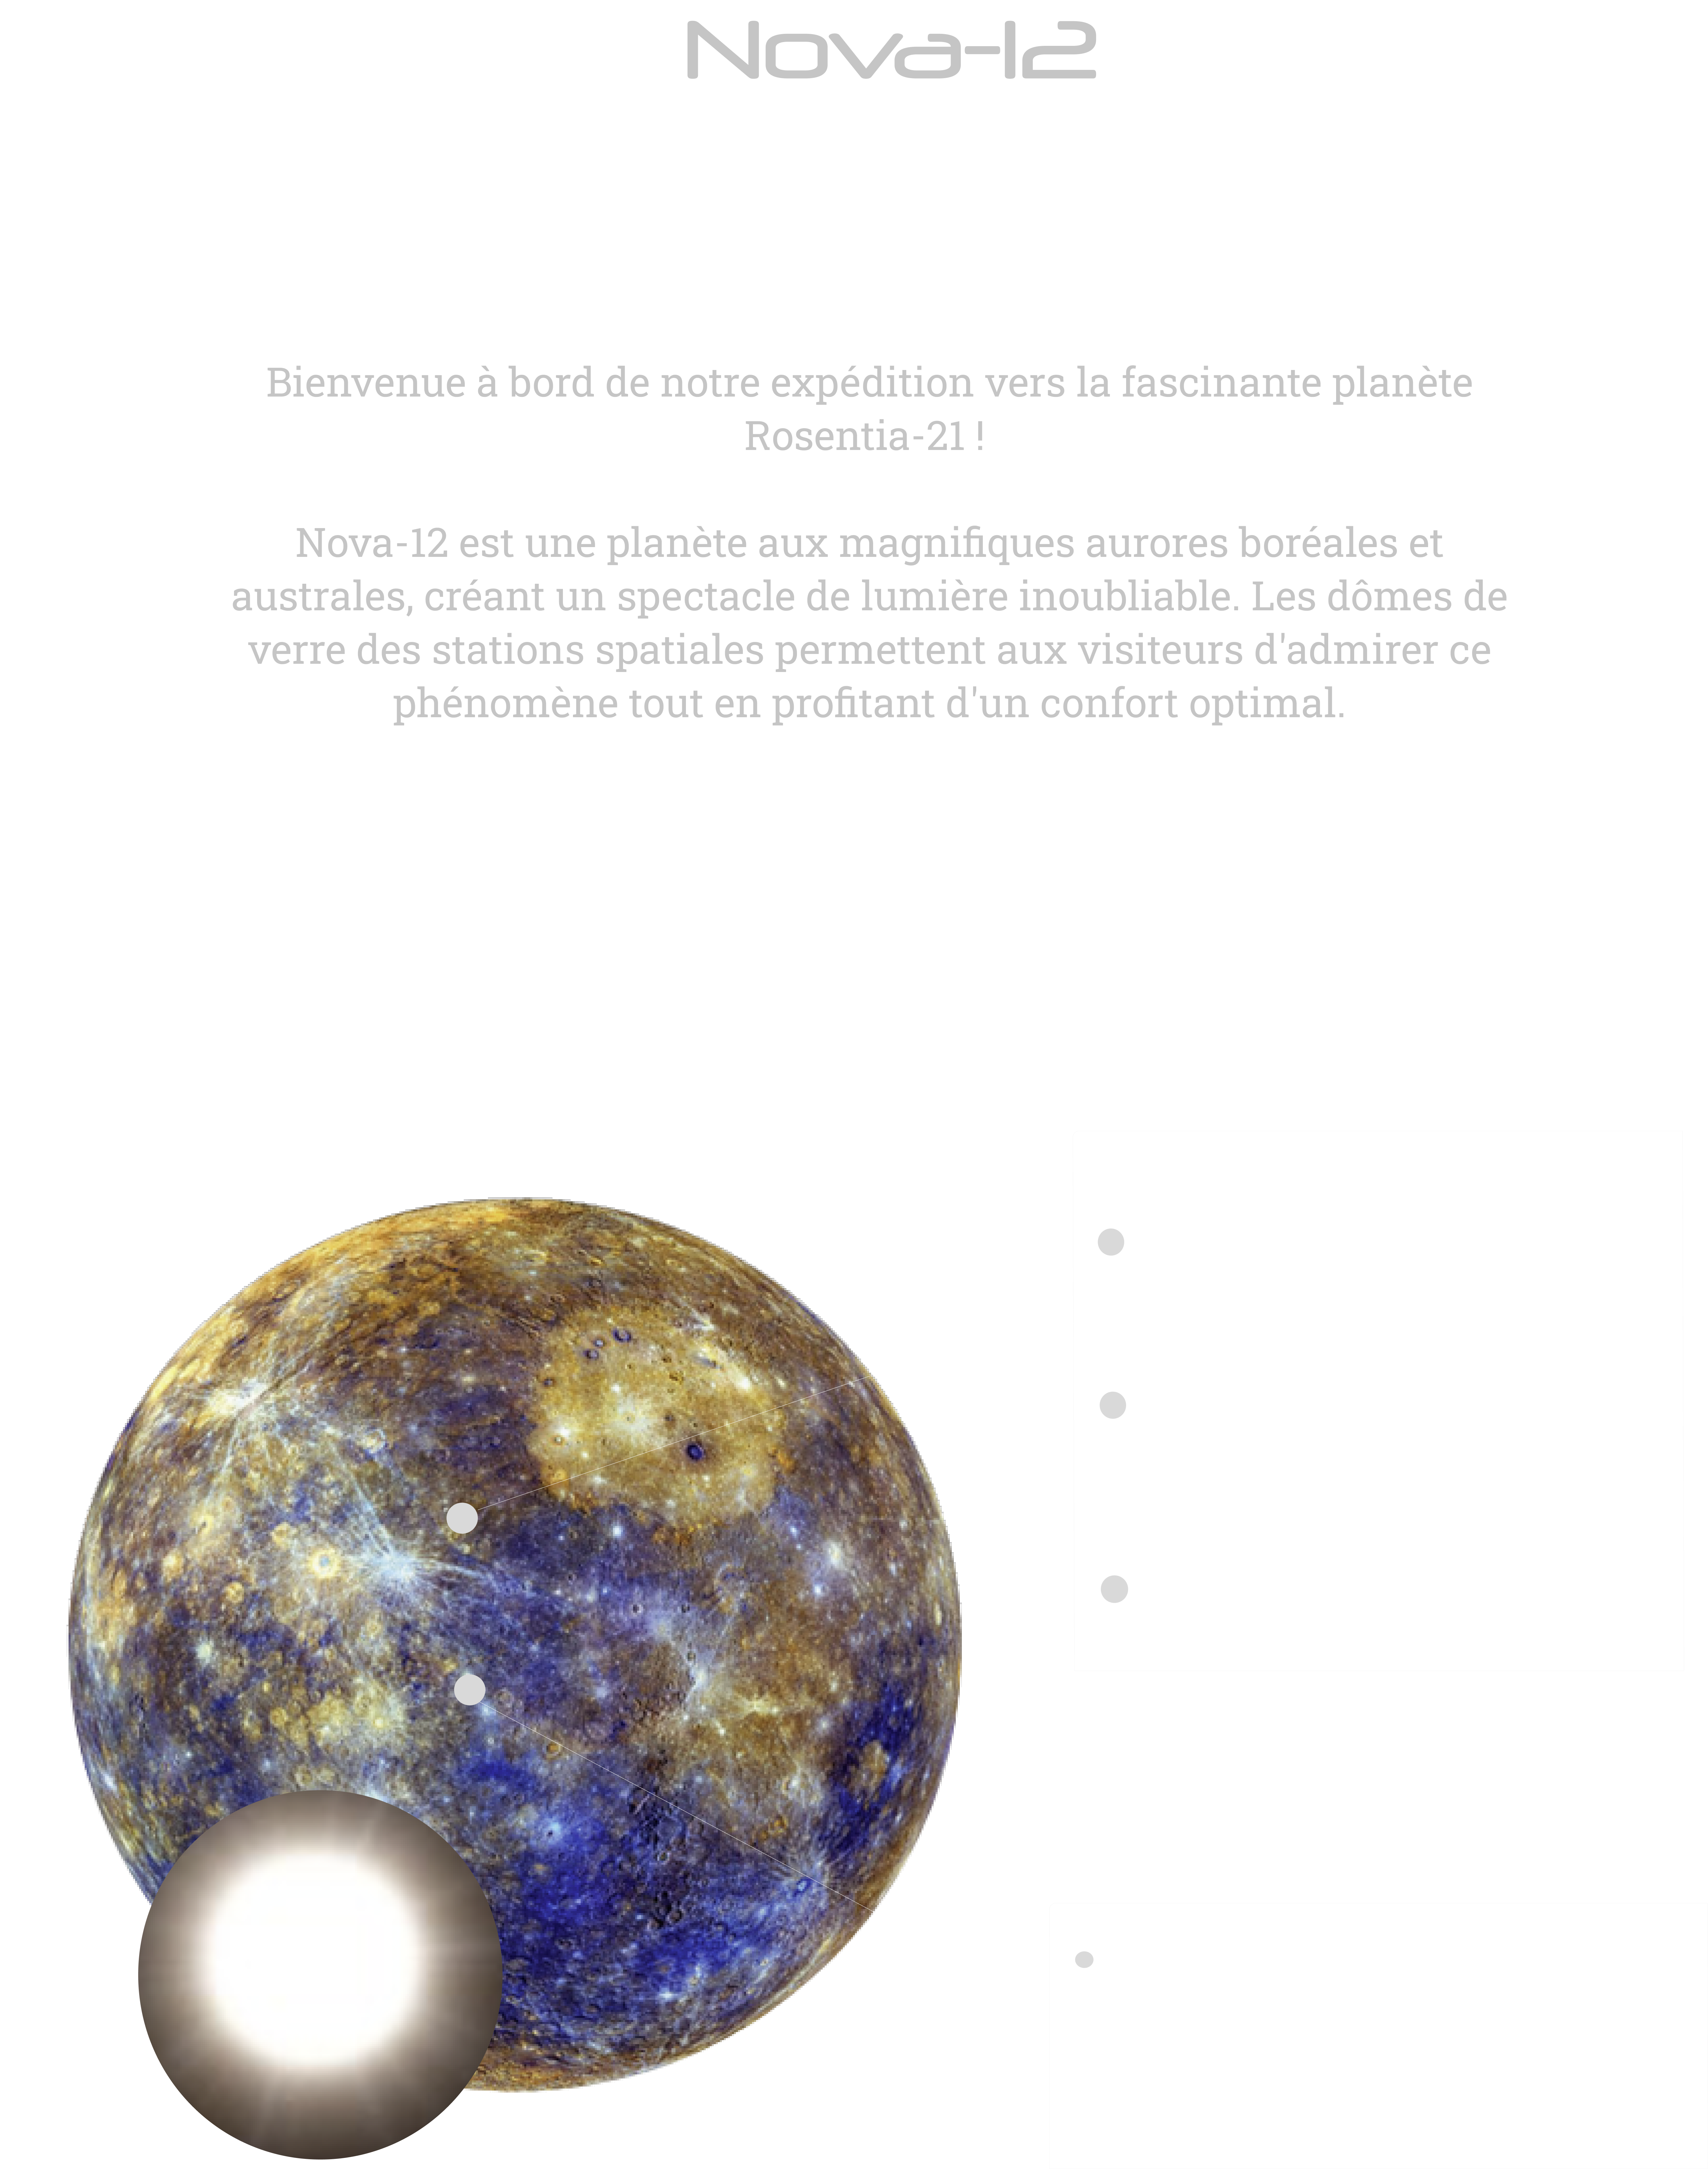 Nova-12
Bienvenue à bord de notre expédition vers la fascinante planète
Rosentia-21 !
Nova-12 est une planète aux magnifiques aurores boréales et
australes, créant un spectacle de lumière inoubliable. Les dômes de
verre des stations spatiales permettent aux visiteurs d'admirer ce
phénomène tout en profitant d'un confort optimal.